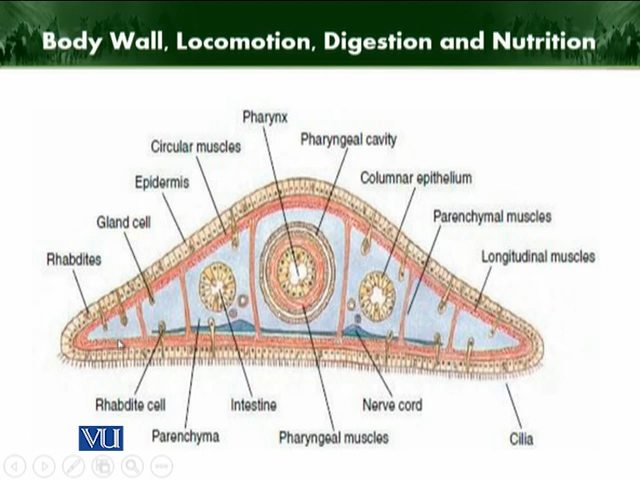 Body Wall, Locomotion, Digestion and Nutrition
Pharynx
Pharyngeal cavity
Circular muscles
Columnar epithelium
Epidermis
Parenchymal muscles
Gland cell
Longitudinal muscles
Rhabdites
Rhabdite cell
Intestine
Nerve cord
Parenchyma
Pharyngeal muscles
Cilia
VU